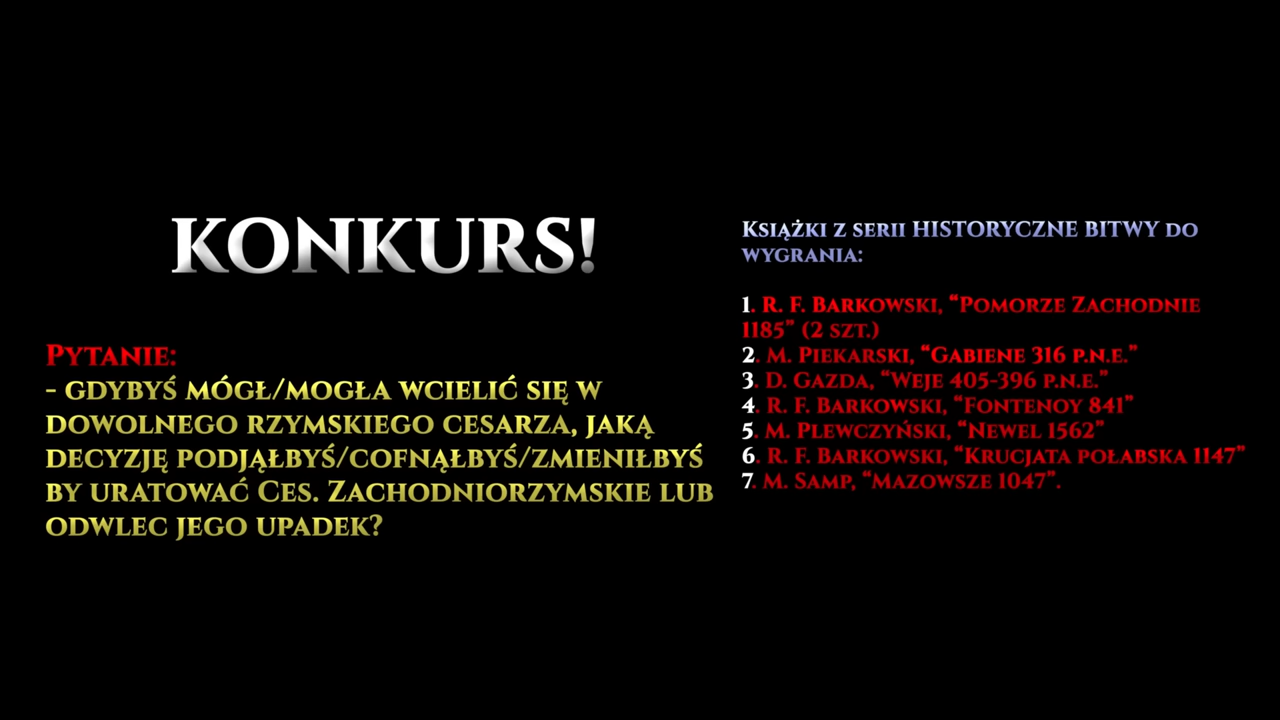 KONKURS!
Pytanie:
- gdybyś mógł/mogła wcielić się w
dowolnego rzymskiego cesarza, jaką
decyzję podjąłbyś/cofnąłbyś/zmieniłbyś
by uratować Ces. Zachodniorzymskie lub
odwlec jego upadek?
Książki z serii HISTORYCZNE BITWY do
wygrania:
1. R. F. Barkowski, “Pomorze Zachodnie
1185” (2 szt.)
2. M. Piekarski, “Gabiene 316 p.n.e.”
3. D. Gazda, “Weje 405-396 p.n.e.”
4. R. F. Barkowski, “Fontenoy 841”
5. M. Plewczyński, “Newel 1562”
6. R. F. Barkowski, “Krucjata połabska 1147”
7. M. Samp, “Mazowsze 1047”.